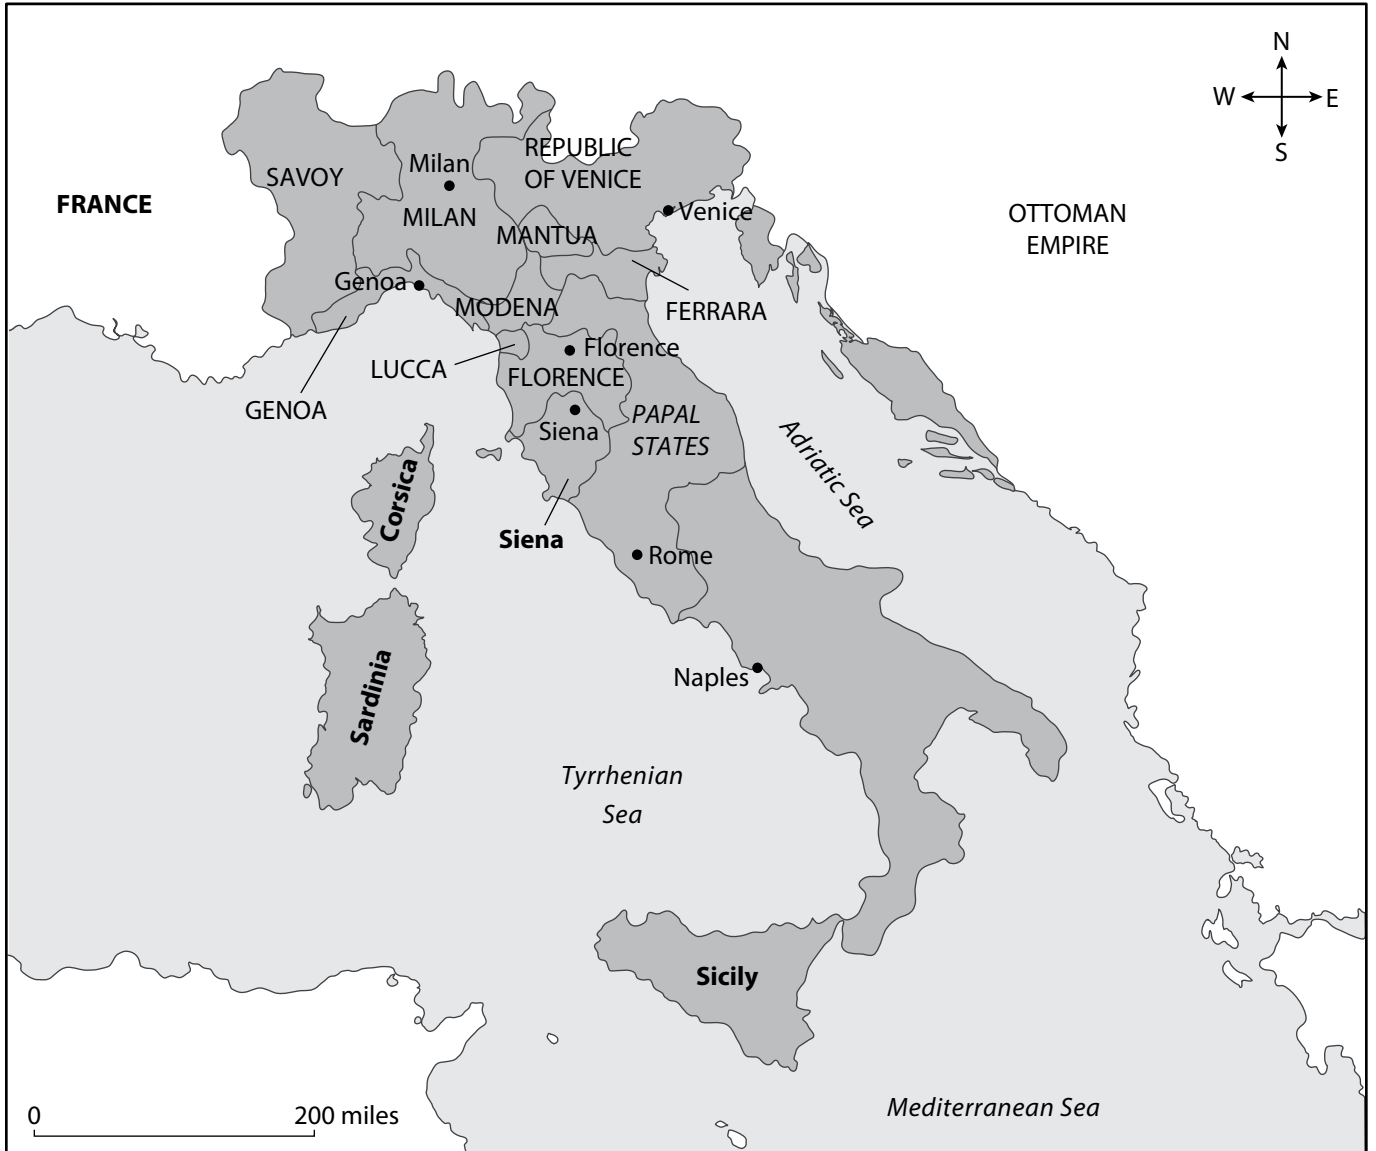 N
W
E
S
REPUBLIC
OF VENICE
Milan
SAVOY
FRANCE
MILAN
Venice
OTTOMAN
EMPIRE
MANTUA
Genoa
MODENA
FERRARA
Florence
LUCCA
FLORENCE
GENOA
PAPAL
STATES
Siena
Adriatic Sea
Corsica
Siena
Rome
Naples
Sardinia
Tyrrhenian
Sea
Sicily
Mediterranean Sea
0
200 miles